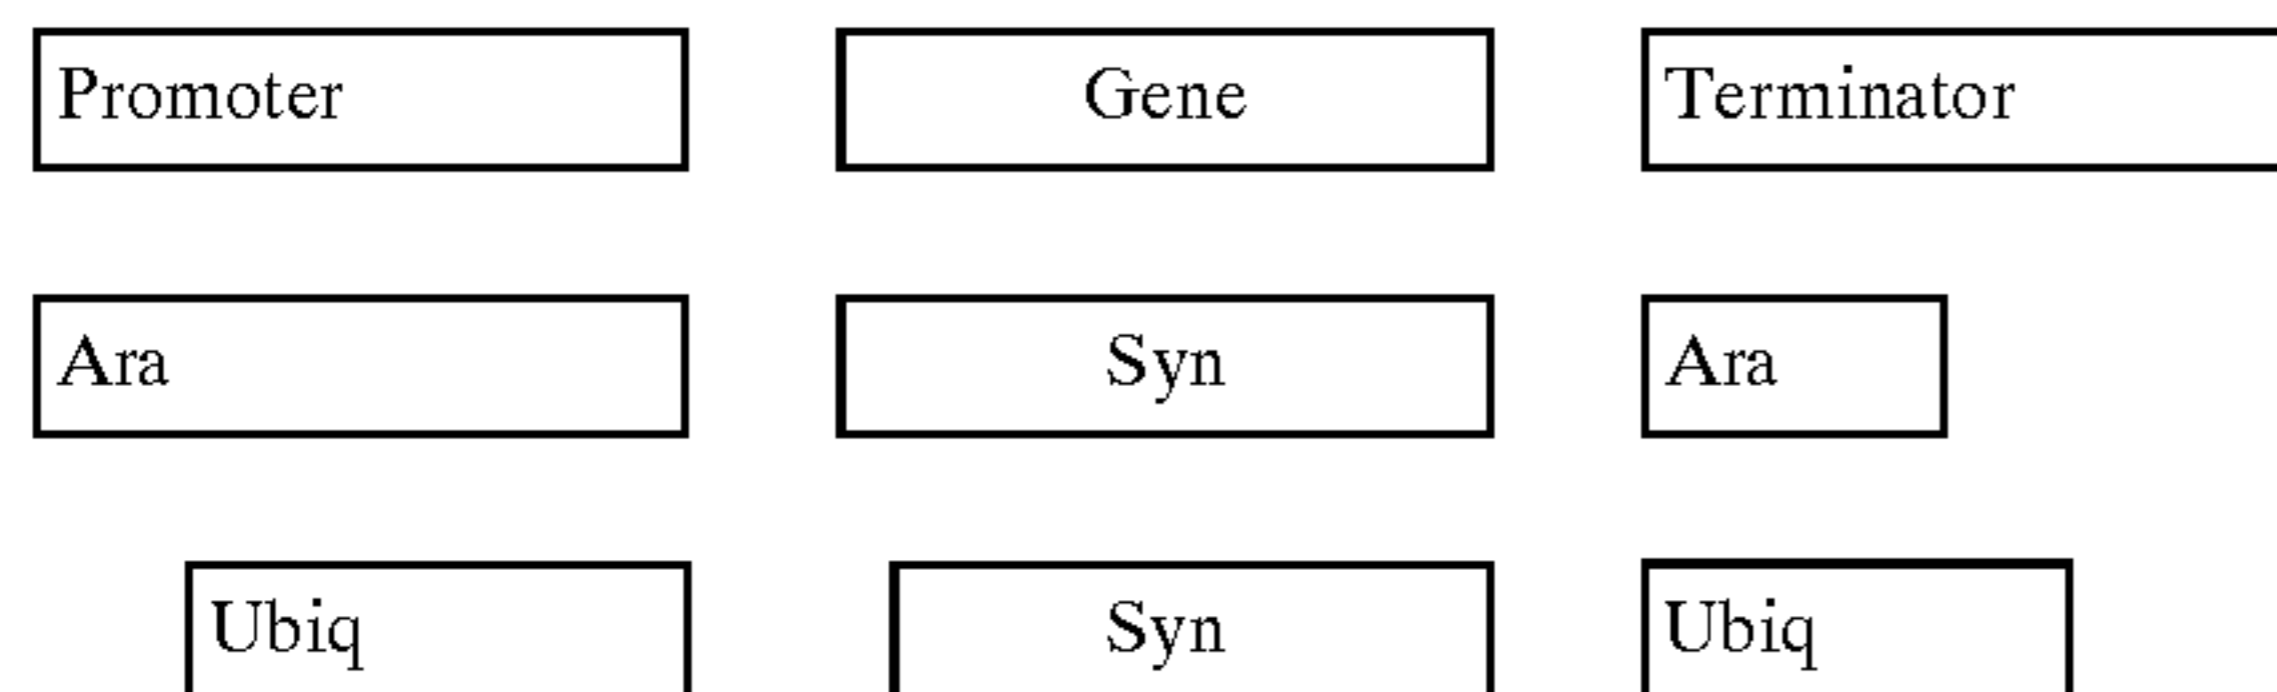 Promoter Gene Terminator
Ara Syn Ara
Ubiq Syn Ubiq